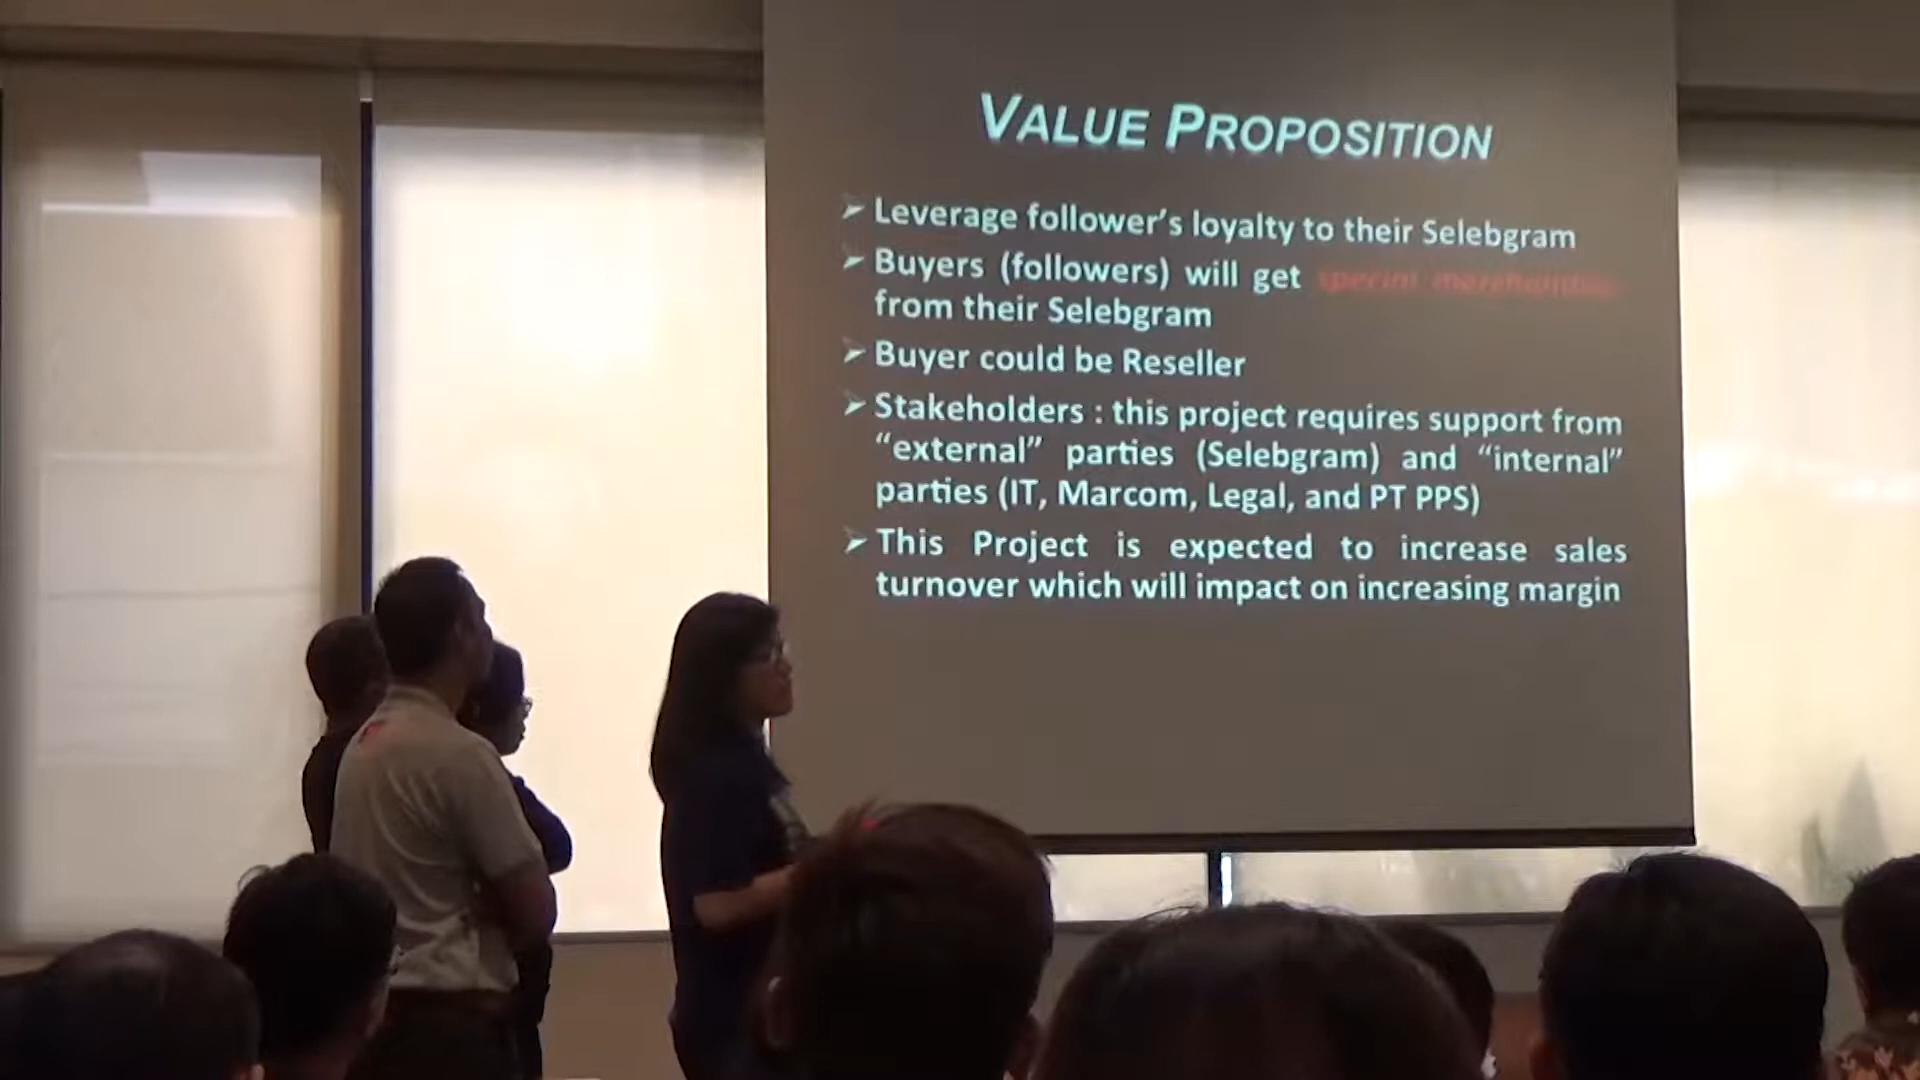 VALUE PROPOSITION
➢ Leverage follower's loyalty to their Selebgram
➢ Buyers (followers) will get special
from their Selebgram
➢ Buyer could be Reseller
➢ Stakeholders : this project requires support from
“external” parties (Selebgram) and “internal”
parties (IT, Marcom, Legal, and PT PPS)
➢ This Project is expected to increase sales
turnover which will impact on increasing margin